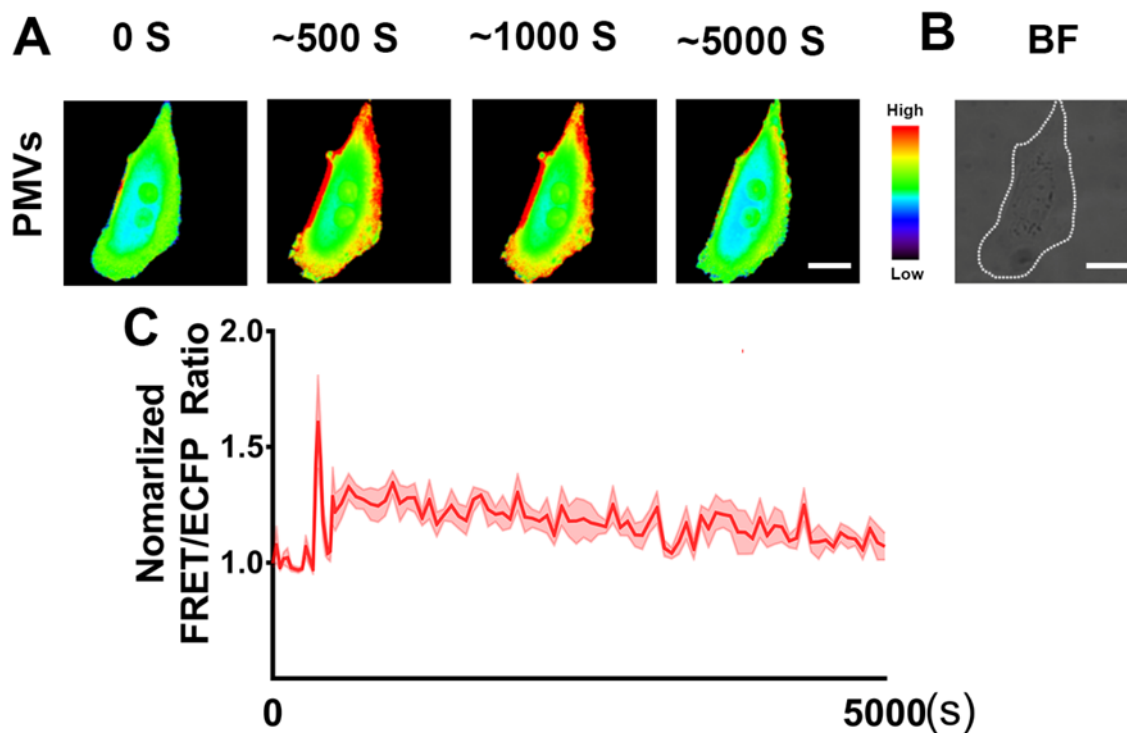 A
0 S
~500 S
~1000 S
~5000 S
B
BF
PMVs
High
Low
C
Nomarlized
FRET/ECFP Ratio
2.0
1.5
1.0
0
5000(s)